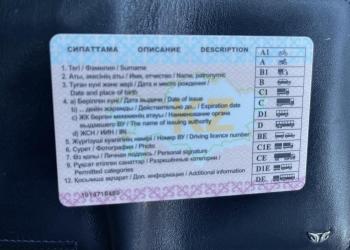 СИПАТТАМА ОПИСАНИЕ DESCRIPTION
1. Тегі / Фамилия / Surname
2. Аты, әкесінің аты / Имя, отчество / Name, patronymic
3. Туған күні және жері / Дата и место рождения /
Date and place of birth
4. a) Берілген күні / Дата выдачи / Date of issue
b) ... дейін жарамды / Действительно до... / Expiration date
c) ЖК берген мекеменің атауы / Наименование органа
выдавшего ВУ / The name of issuing authority
d) ЖСН / ИИН / IIN
5. Жүргізуші куәлігінің нөмірі / Номер ВУ / Driving licence number
6. Сурет / Фотография / Photo
7. Өз қолы / Личная подпись / Personal signature
9. Рұқсат етілген санаттар / Разрешённые категории /
Permitted Categories
12. Қосымша ақпарат / Доп. информация / Additional information
A1
A
B1
B
C1
C
D1
D
BE
C1E
CE
D1E
DE